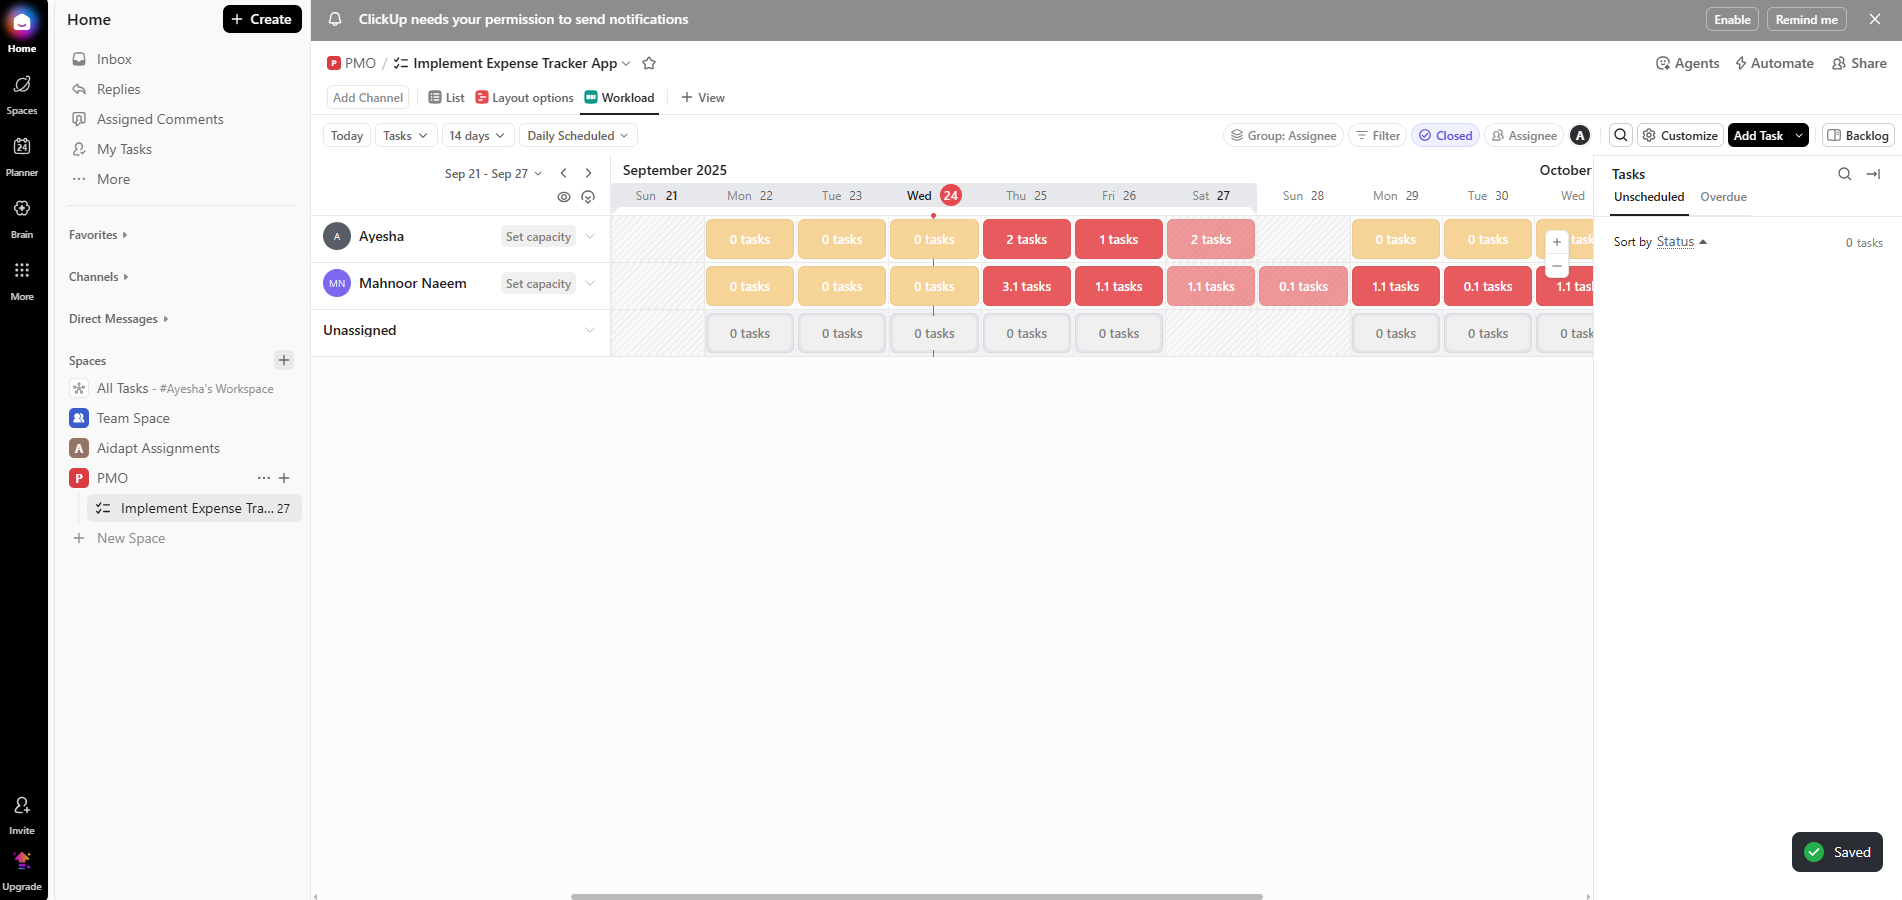 Home
Spaces
24
Planner
Brain
More
Invite
Upgrade
Home
+ Create
Inbox
Replies
Assigned Comments
My Tasks
More
Favorites
Channels
Direct Messages
Spaces
All Tasks - #Ayesha's Workspace
Team Space
A Aidapt Assignments
P PMO
Implement Expense Tra... 27
New Space
ClickUp needs your permission to send notifications
Enable
Remind me
P PMO / Implement Expense Tracker App
Agents
Automate
Share
Add Channel
List
Layout options
Workload
+ View
Today
Tasks
14 days
Daily Scheduled
Group: Assignee
Filter
Closed
Assignee
A
Customize
Add Task
Backlog
Sep 21 - Sep 27
September 2025
October
Sun 21
Mon 22
Tue 23
Wed 24
Thu 25
Fri 26
Sat 27
Sun 28
Mon 29
Tue 30
Wed
A Ayesha
Set capacity
0 tasks
0 tasks
0 tasks
2 tasks
1 tasks
2 tasks
0 tasks
0 tasks
MN Mahnoor Naeem
Set capacity
0 tasks
0 tasks
0 tasks
3.1 tasks
1.1 tasks
1.1 tasks
0.1 tasks
1.1 tasks
0.1 tasks
Unassigned
0 tasks
0 tasks
0 tasks
0 tasks
0 tasks
0 tasks
0 tasks
Tasks
Unscheduled
Overdue
Sort by Status
0 tasks
Saved